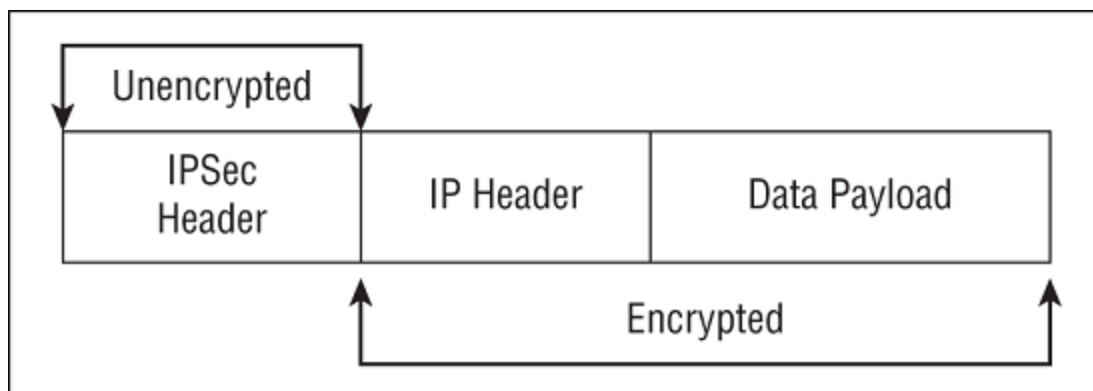 Unencrypted
IPSec
Header
IP Header
Data Payload
Encrypted